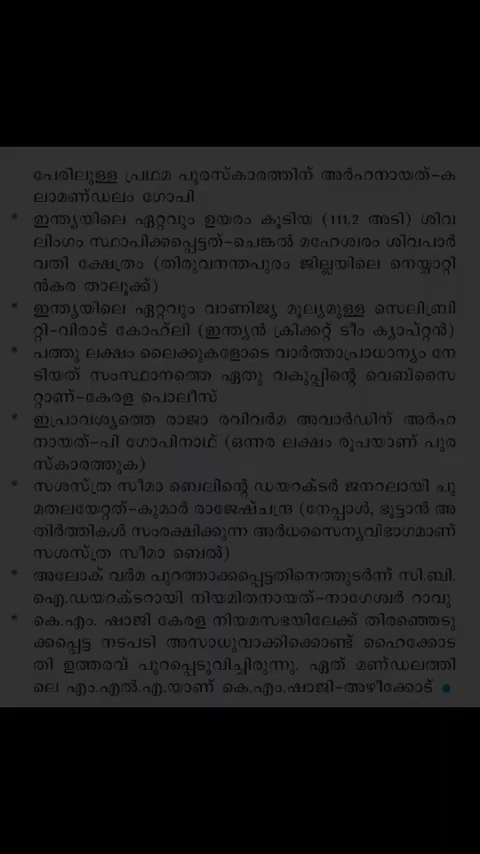 പേരിലുള്ള പ്രഥമ പുരസ്കാരത്തിന് അർഹനായത്-ക
ലാമണ്ഡലം ഗോപി
* ഇന്ത്യയിലെ ഏറ്റവും ഉയരം കൂടിയ (111.2 അടി) ശിവ
ലിംഗം സ്ഥാപിക്കപ്പെട്ടത്-ചെങ്കൽ മഹേശ്വരം ശിവപാർ
വതി ക്ഷേത്രം (തിരുവനന്തപുരം ജില്ലയിലെ നെയ്യാറ്റി
ൻകര താലൂക്ക്)
* ഇന്ത്യയിലെ ഏറ്റവും വാണിജ്യ മൂല്യമുള്ള സെലിബ്രി
റ്റി-വിരാട് കോഹ്‌ലി (ഇന്ത്യൻ ക്രിക്കറ്റ് ടീം ക്യാപ്റ്റൻ)
* പത്തു ലക്ഷം ലൈക്കുകളോടെ വാർത്താപ്രാധാന്യം നേ
ടിയത് സംസ്ഥാനത്തെ ഏതു വകുപ്പിന്റെ വെബ്സൈ
റ്റാണ്-കേരള പൊലീസ്
* ഇപ്രാവശ്യത്തെ രാജാ രവിവർമ അവാർഡിന് അർഹ
നായത്-പി ഗോപിനാഥ് (ഒന്നര ലക്ഷം രൂപയാണ് പുര
സ്കാരത്തുക)
* സശസ്ത്ര സീമാ ബെലിന്റെ ഡയറക്ടർ ജനറലായി ചു
മതലയേറ്റത്-കുമാർ രാജേഷ്ചന്ദ്ര (നേപ്പാൾ, ഭൂട്ടാൻ അ
തിർത്തികൾ സംരക്ഷിക്കുന്ന അർധസൈന്യവിഭാഗമാണ്
സശസ്ത്ര സീമാ ബെൽ)
* അലോക് വർമ പുറത്താക്കപ്പെട്ടതിനെത്തുടർന്ന് സി.ബി.
ഐ.ഡയറക്ടറായി നിയമിതനായത്-നാഗേശ്വർ റാവു
* കെ.എം. ഷാജി കേരള നിയമസഭയിലേക്ക് തിരഞ്ഞെടു
ക്കപ്പെട്ട നടപടി അസാധുവാക്കിക്കൊണ്ട് ഹൈക്കോട
തി ഉത്തരവ് പുറപ്പെടുവിച്ചിരുന്നു. ഏത് മണ്ഡലത്തി
ലെ എം.എൽ.എ.യാണ് കെ.എം.ഷാജി-അഴീക്കോട്